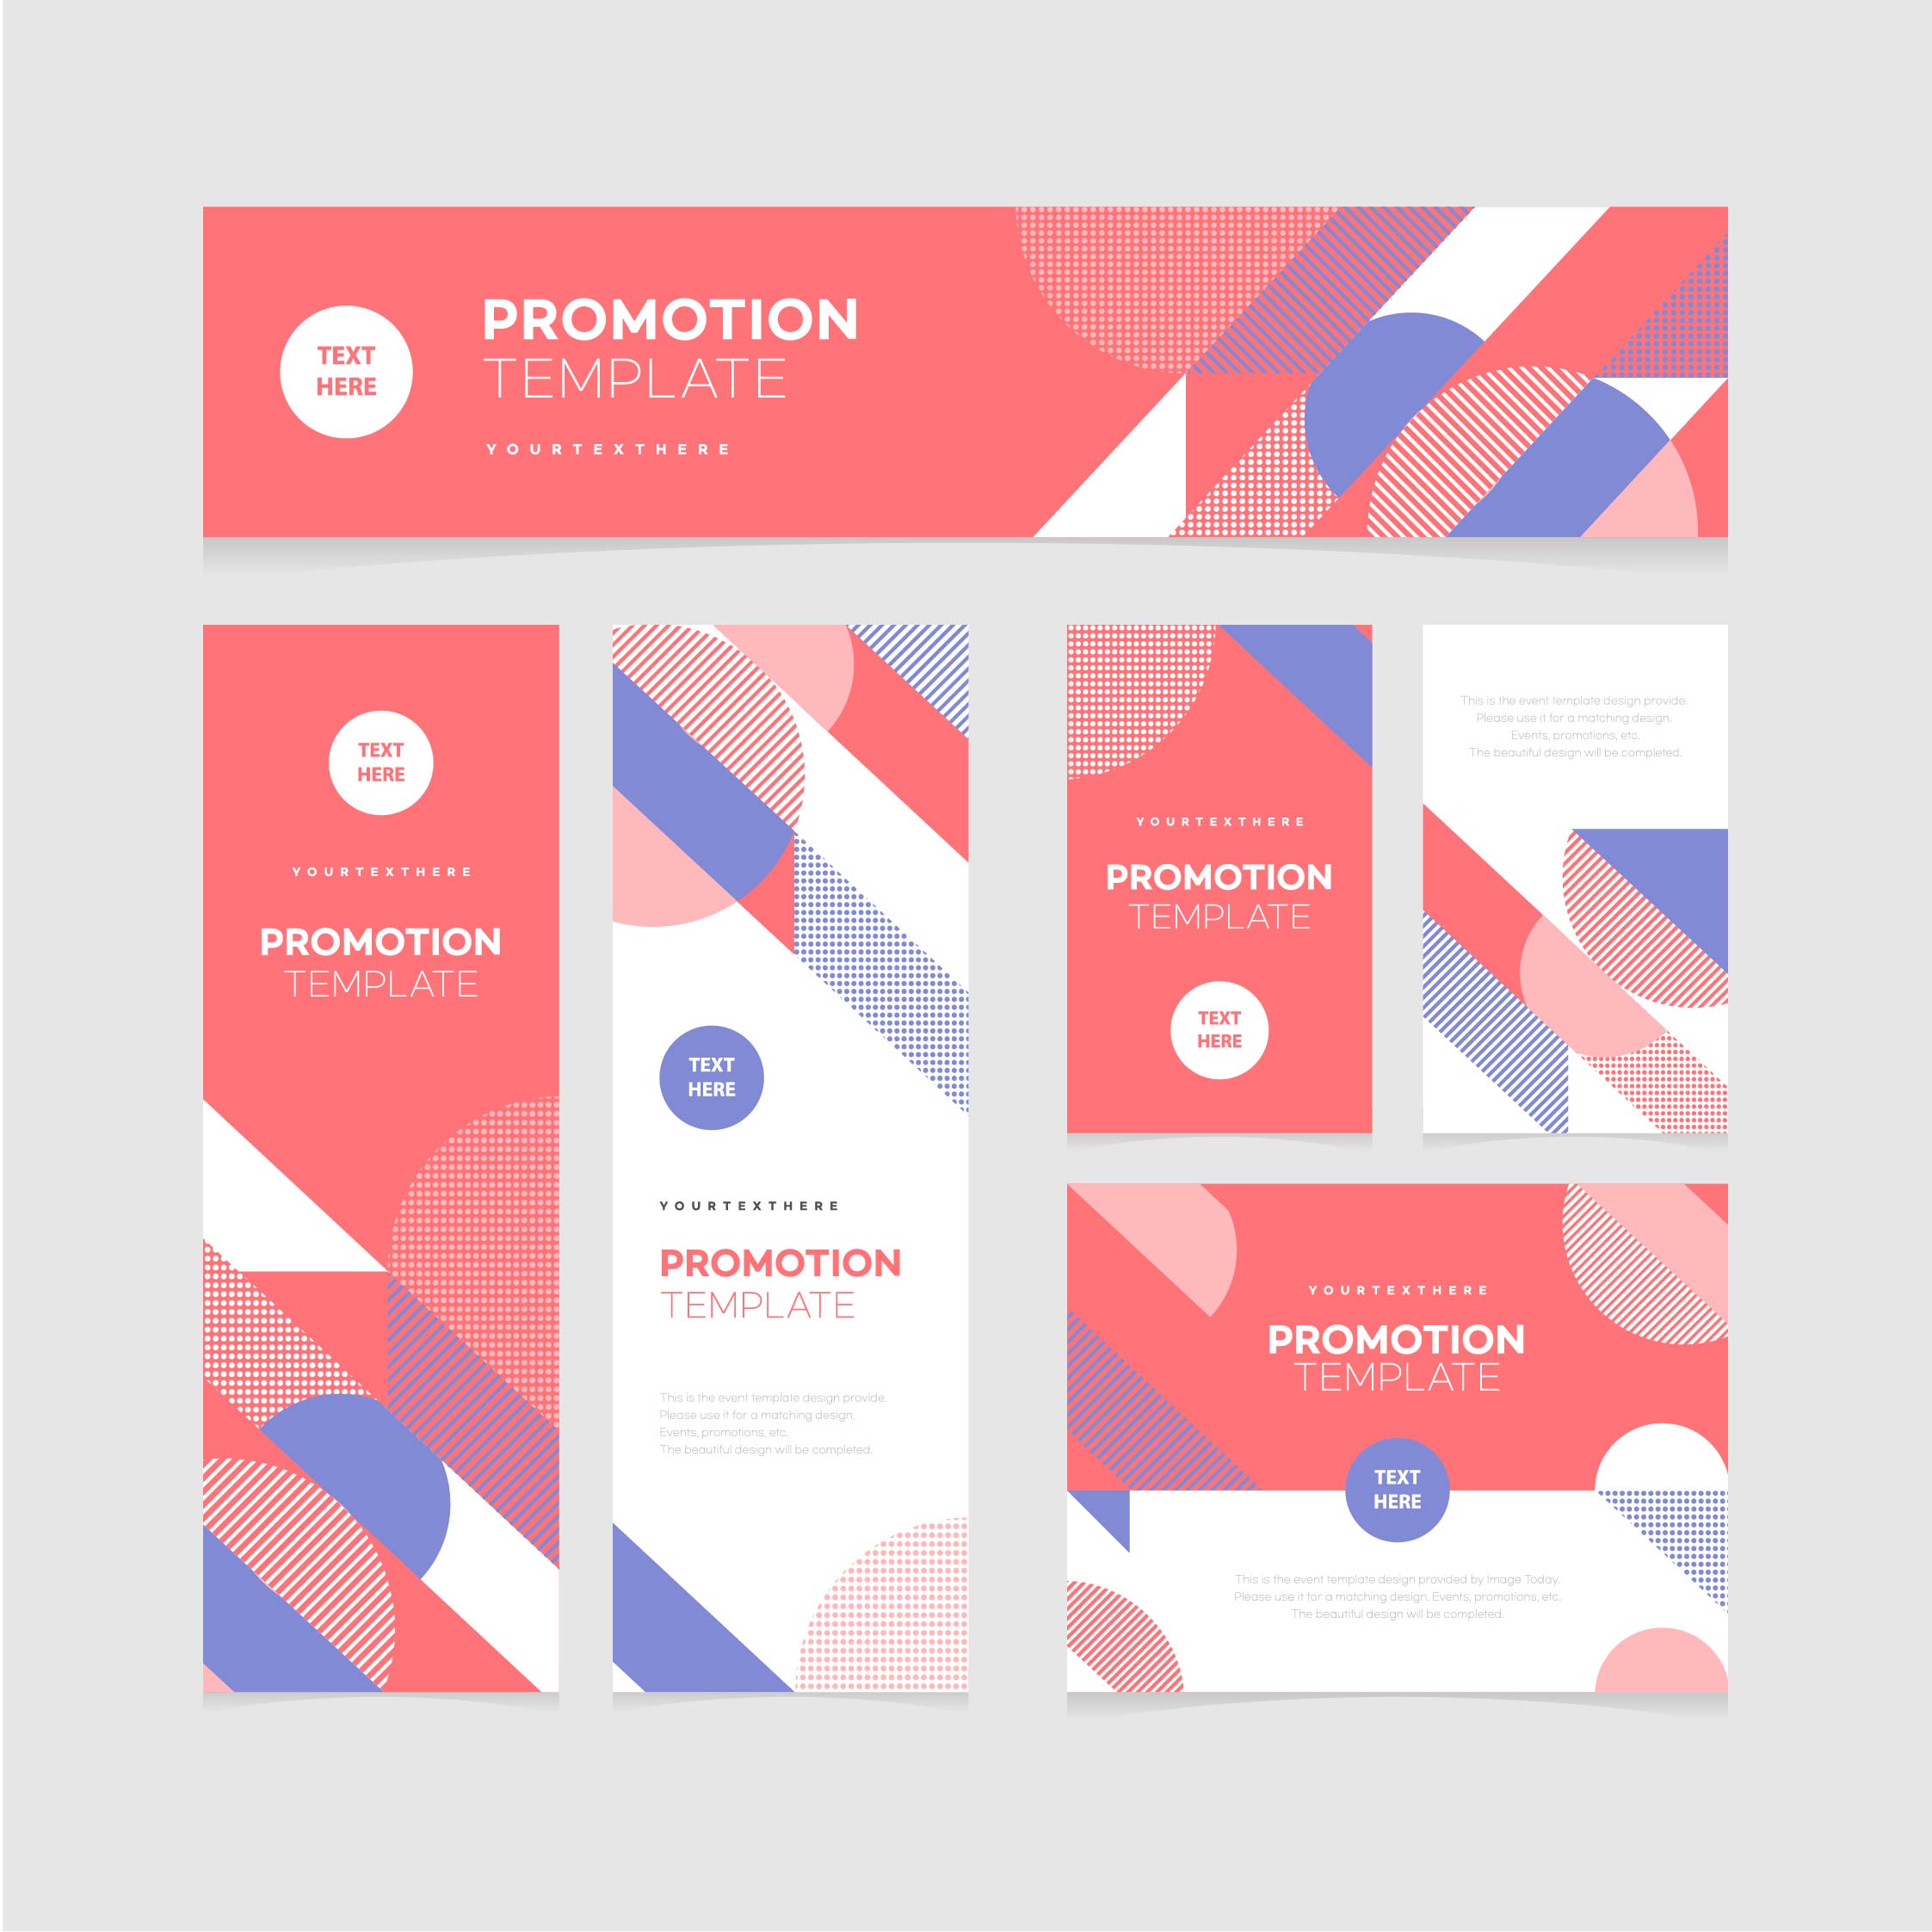 TEXT
HERE
PROMOTION
TEMPLATE
YOURTEXTHERE
TEXT
HERE
YOURTEXTHERE
PROMOTION
TEMPLATE
TEXT
HERE
YOURTEXTHERE
PROMOTION
TEMPLATE
This is the event template design provide.
Please use it for a matching design.
Events, promotions, etc.
The beautiful design will be completed.
YOURTEXTHERE
PROMOTION
TEMPLATE
TEXT
HERE
This is the event template design provide.
Please use it for a matching design.
Events, promotions, etc.
The beautiful design will be completed.
YOURTEXTHERE
PROMOTION
TEMPLATE
TEXT
HERE
This is the event template design provided by Image Today.
Please use it for a matching design. Events, promotions, etc.
The beautiful design will be completed.